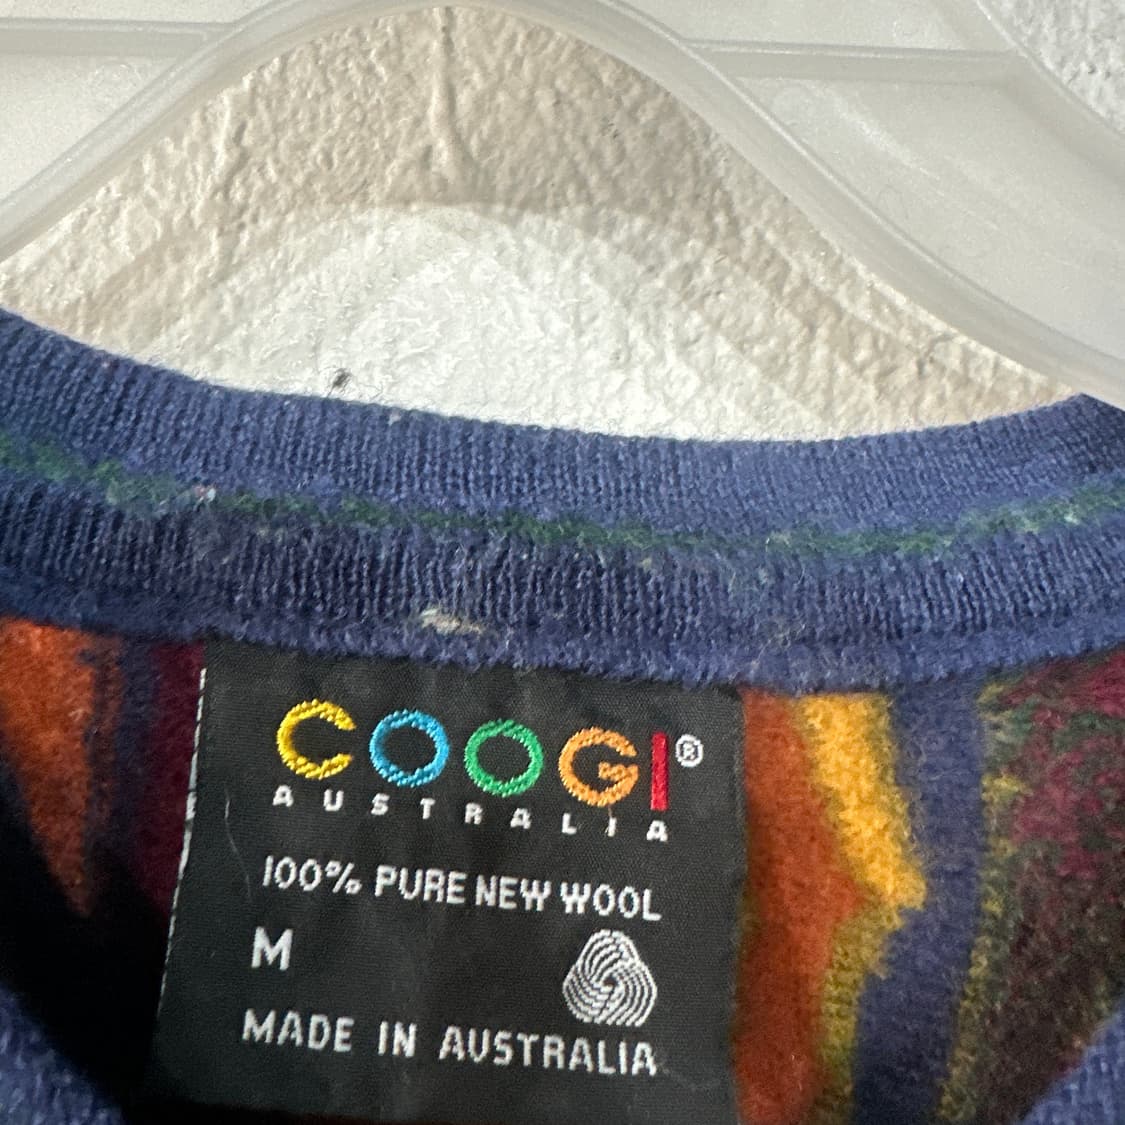 COOGI®
AUSTRALIA
100% PURE NEW WOOL
M
MADE IN AUSTRALIA